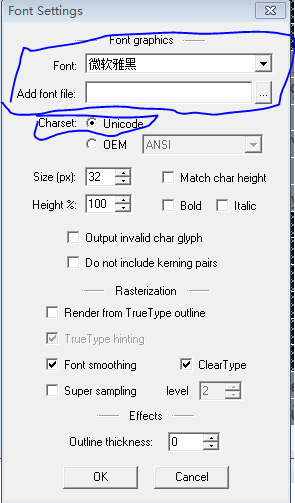 Font Settings
Font graphics
Font: 微软雅黑
Add font file: ...
Charset: Unicode
OEM ANSI
Size (px): 32 Match char height
Height %: 100 Bold Italic
Output invalid char glyph
Do not include kerning pairs
Rasterization
Render from TrueType outline
TrueType hinting
Font smoothing ClearType
Super sampling level 2
Effects
Outline thickness: 0
OK Cancel